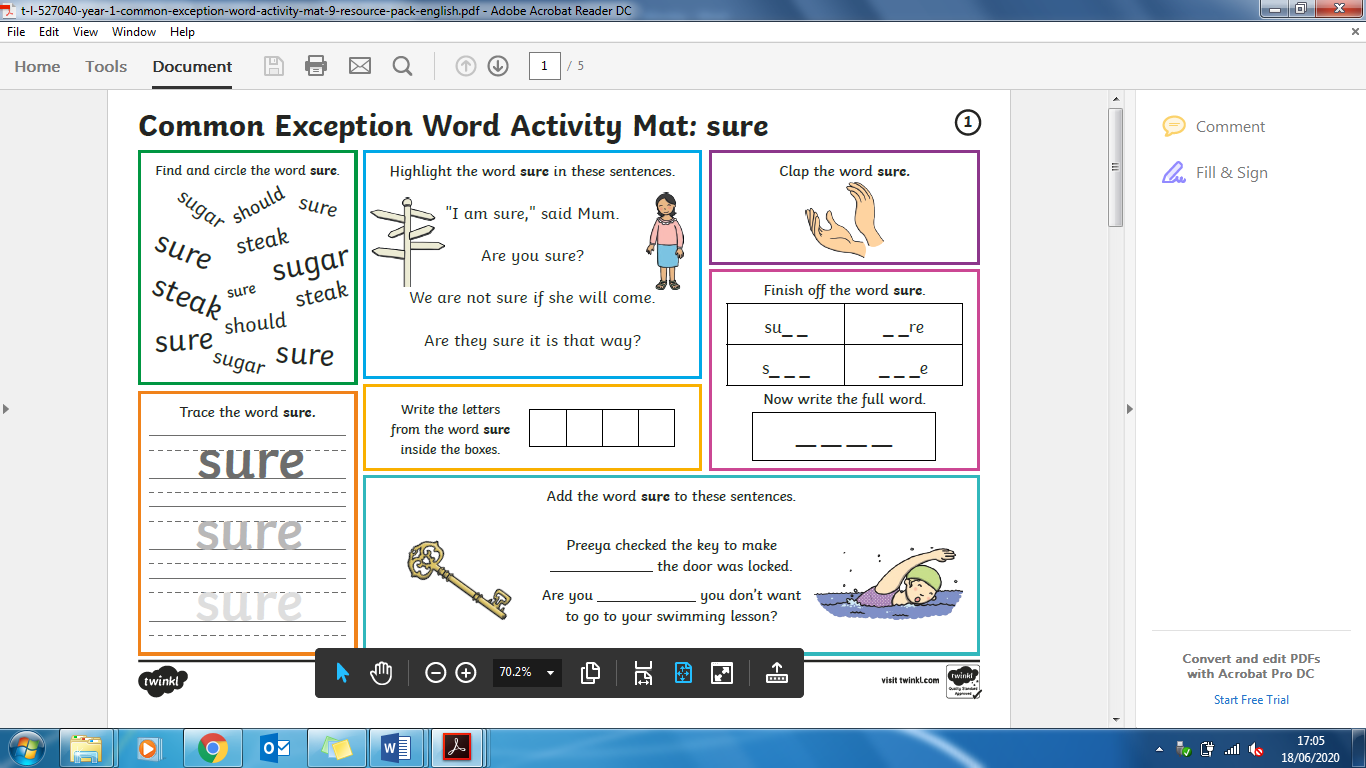 t-l-527040-year-1-common-exception-word-activity-mat-9-resource-pack-english.pdf - Adobe Acrobat Reader DC
File Edit View Window Help
Home Tools Document 1 / 5
Common Exception Word Activity Mat: sure 1
Find and circle the word sure.
sugar should sure
sure steak sugar
steak sure steak
sure should
sugar sure
Highlight the word sure in these sentences.
"I am sure," said Mum.
Are you sure?
We are not sure if she will come.
Are they sure it is that way?
Clap the word sure.
Finish off the word sure.
su_ _ _ _re
s_ _ _ _ _ _e
Now write the full word.
_ _ _ _
Trace the word sure.
sure
sure
sure
Write the letters
from the word sure
inside the boxes.
Add the word sure to these sentences.
Preeya checked the key to make
____________ the door was locked.
Are you ____________ you don't want
to go to your swimming lesson?
twinkl
visit twinkl.com
twinkl
Quality Standard
Approved
70.2%
Comment
Fill & Sign
Convert and edit PDFs
with Acrobat Pro DC
Start Free Trial
17:05
18/06/2020